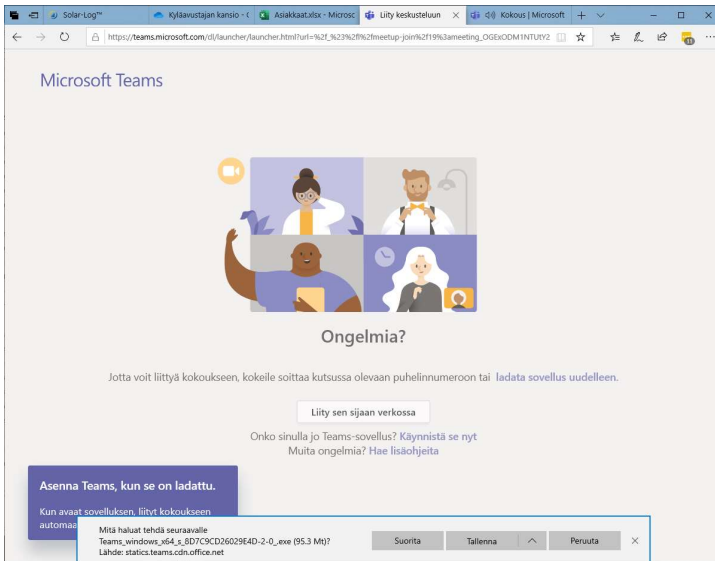 Solar-Log™
Kyläavustajan kansio - (
Asiakkaat.xlsx - Microsc
Liity keskusteluun
Kokous | Microsoft
https://teams.microsoft.com/dl/launcher/launcher.html?url=%2f_%23%2fl%2fmeetup-join%2f19%3ameeting_OGExODM1NTUtY2
Microsoft Teams
Ongelmia?
Jotta voit liittyä kokoukseen, kokeile soittaa kutsussa olevaan puhelinnumeroon tai ladata sovellus uudelleen.
Liity sen sijaan verkossa
Onko sinulla jo Teams-sovellus? Käynnistä se nyt
Muita ongelmia? Hae lisäohjeita
Asenna Teams, kun se on ladattu.
Kun avaat sovelluksen, liityt kokoukseen
automaa
Mitä haluat tehdä seuraavalle
Teams_windows_x64_s_8D7C9CD26029E4D-2-0_.exe (95.3 Mt)?
Lähde: statics.teams.cdn.office.net
Suorita
Tallenna
Peruuta